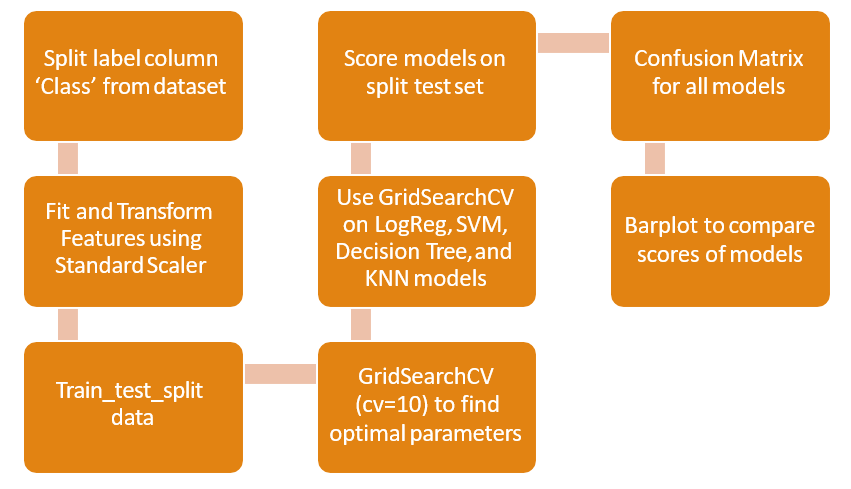 Split label column
‘Class’ from dataset
Fit and Transform
Features using
Standard Scaler
Train_test_split
data
GridSearchCV
(cv=10) to find
optimal parameters
Use GridSearchCV
on LogReg, SVM,
Decision Tree, and
KNN models
Score models on
split test set
Confusion Matrix
for all models
Barplot to compare
scores of models